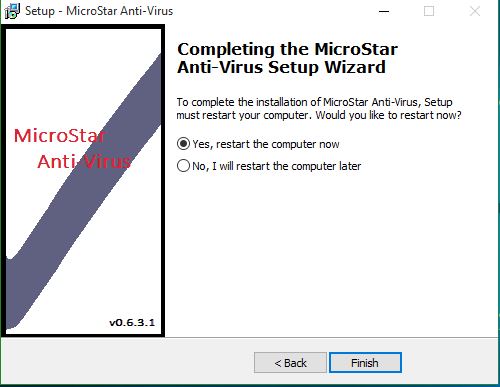 Setup - MicroStar Anti-Virus
MicroStar
Anti-Virus
v0.6.3.1
Completing the MicroStar
Anti-Virus Setup Wizard
To complete the installation of MicroStar Anti-Virus, Setup
must restart your computer. Would you like to restart now?
Yes, restart the computer now
No, I will restart the computer later
< Back
Finish